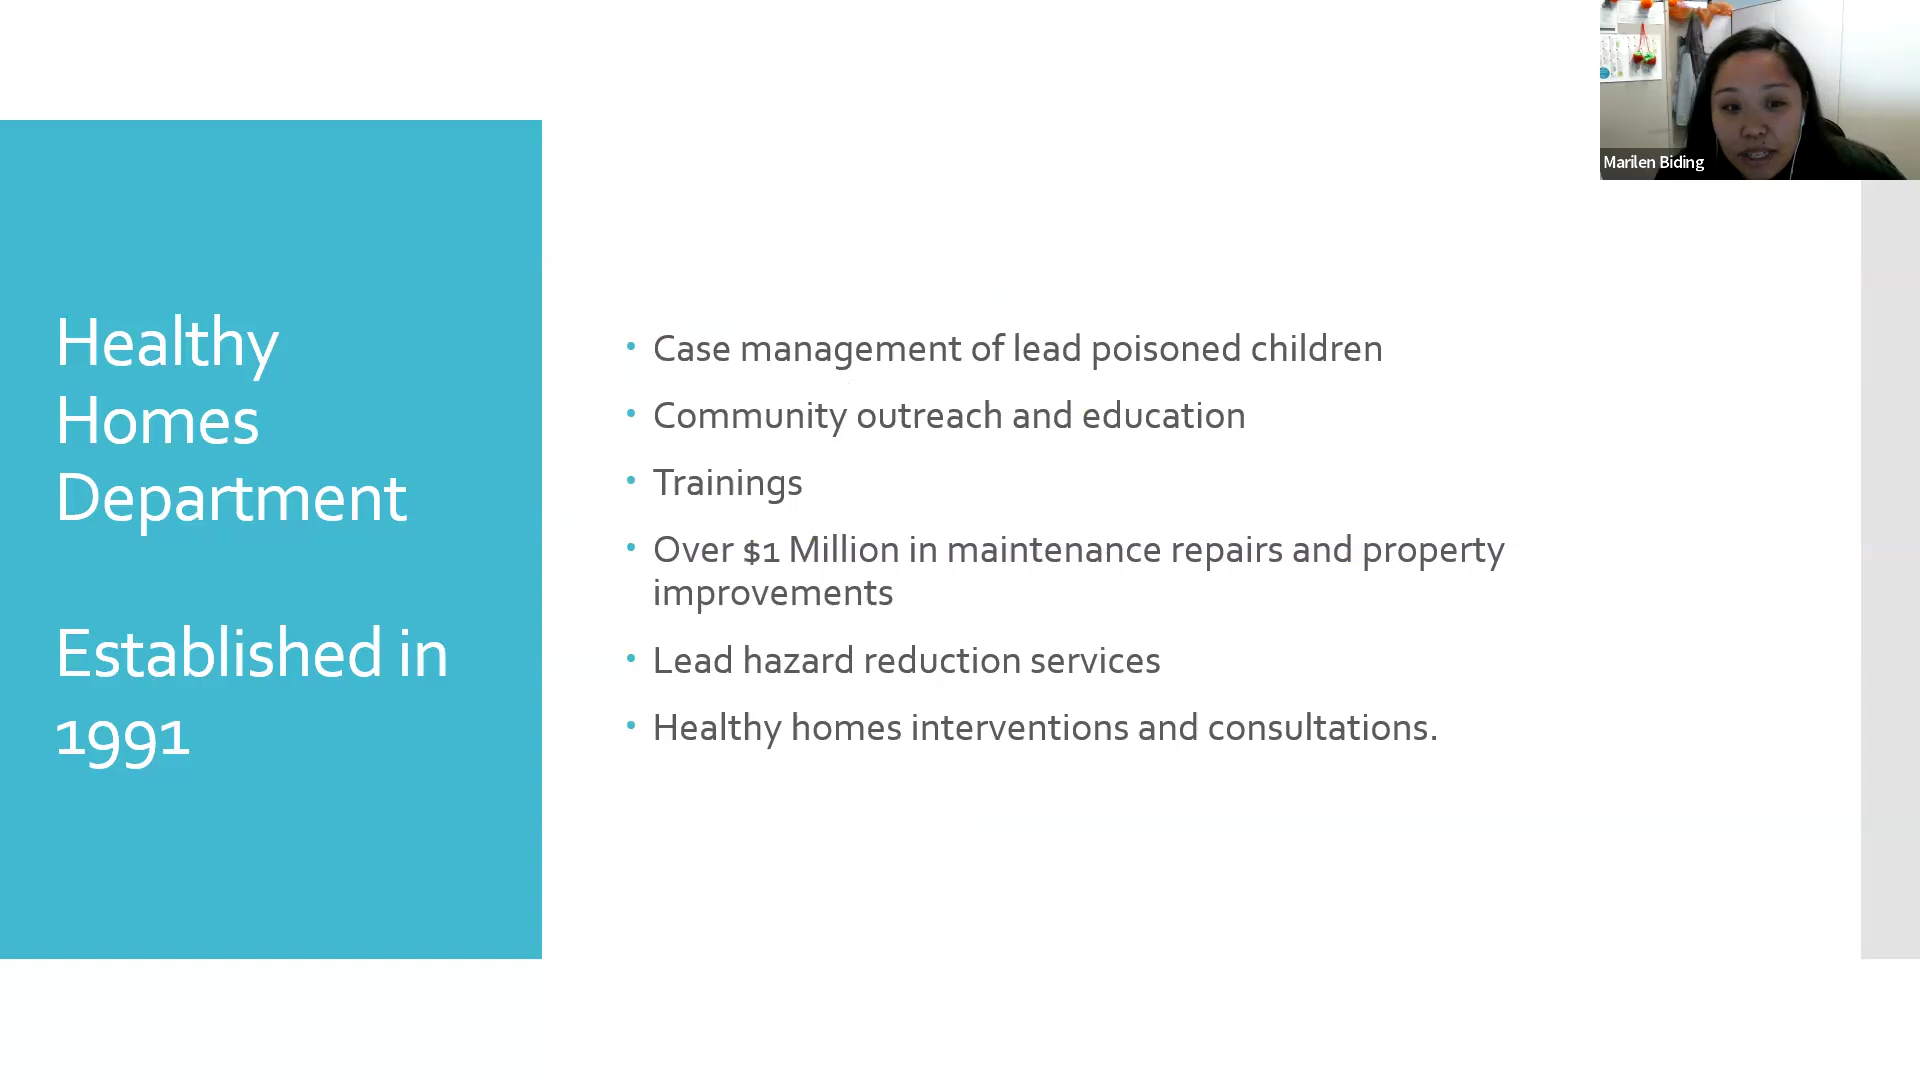 Healthy
Homes
Department
Established in
1991
• Case management of lead poisoned children
• Community outreach and education
• Trainings
• Over $1 Million in maintenance repairs and property
improvements
• Lead hazard reduction services
• Healthy homes interventions and consultations.
Marilen Biding